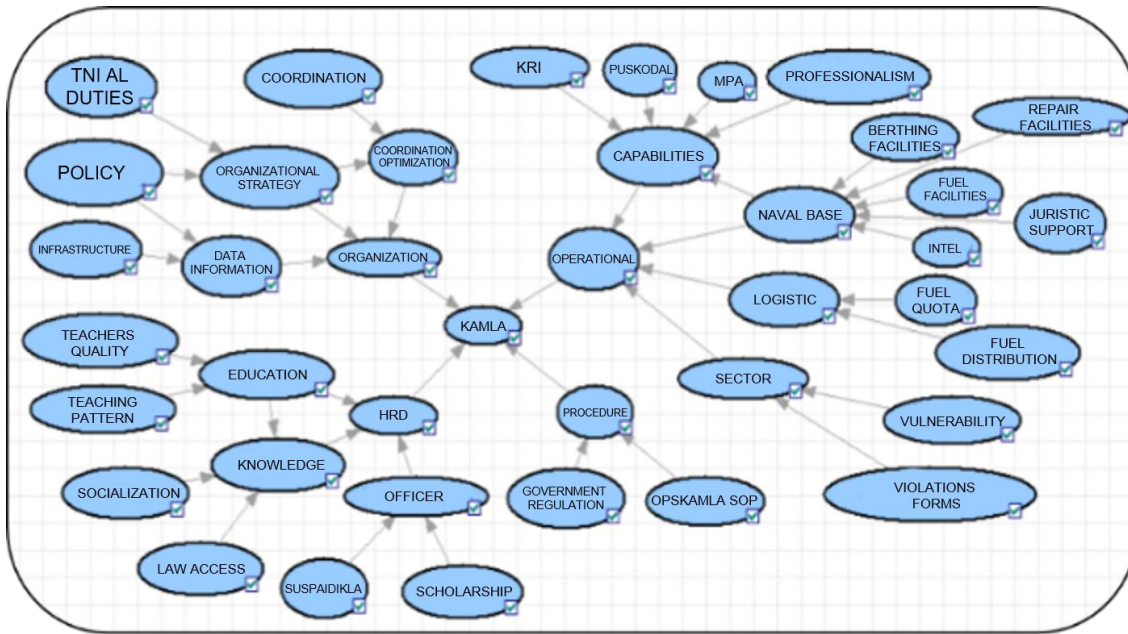 TNI AL
DUTIES
COORDINATION
KRI
PUSKODAL
MPA
PROFESSIONALISM
REPAIR
FACILITIES
BERTHING
FACILITIES
POLICY
ORGANIZATIONAL
STRATEGY
COORDINATION
OPTIMIZATION
CAPABILITIES
FUEL
FACILITIES
NAVAL BASE
JURISTIC
SUPPORT
INFRASTRUCTURE
DATA
INFORMATION
ORGANIZATION
OPERATIONAL
INTEL
LOGISTIC
FUEL
QUOTA
KAMLA
TEACHERS
QUALITY
FUEL
DISTRIBUTION
EDUCATION
SECTOR
TEACHING
PATTERN
HRD
PROCEDURE
VULNERABILITY
KNOWLEDGE
SOCIALIZATION
OFFICER
GOVERNMENT
REGULATION
OPSKAMLA SOP
VIOLATIONS
FORMS
LAW ACCESS
SUSPAIDIKLA
SCHOLARSHIP